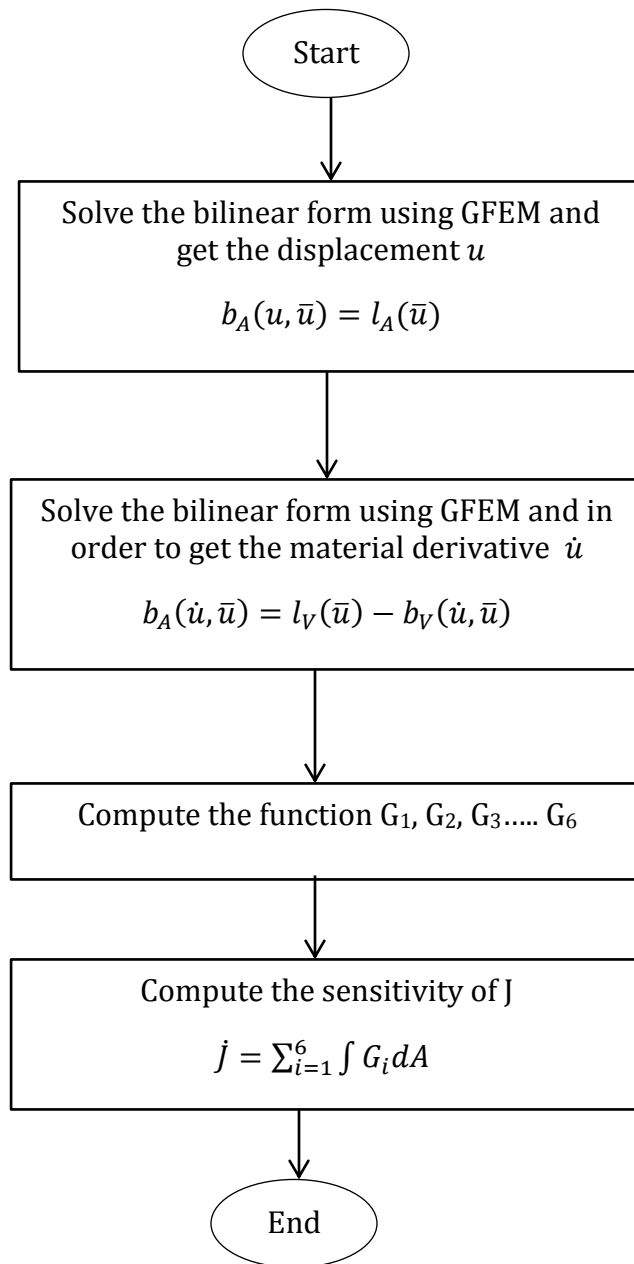 Start
Solve the bilinear form using GFEM and
get the displacement u
b_A(u, ū) = l_A(ū)
Solve the bilinear form using GFEM and in
order to get the material derivative u̇
b_A(u̇, ū) = l_V(ū) − b_V(u̇, ū)
Compute the function G₁, G₂, G₃..... G₆
Compute the sensitivity of J
J̇ = ∑_{i=1}^{6} ∫ G_i dA
End